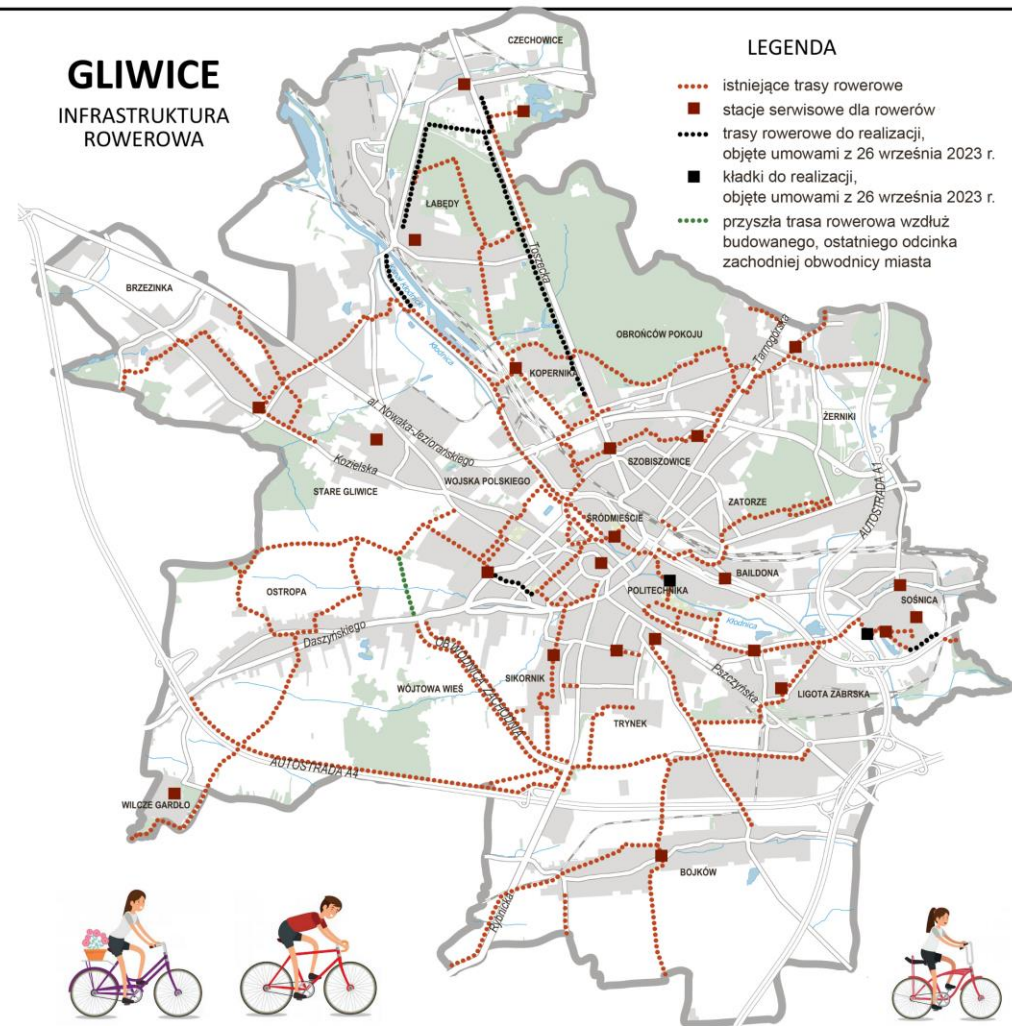 GLIWICE
INFRASTRUKTURA
ROWEROWA
LEGENDA
istniejące trasy rowerowe
stacje serwisowe dla rowerów
trasy rowerowe do realizacji,
objęte umowami z 26 września 2023 r.
kładki do realizacji,
objęte umowami z 26 września 2023 r.
przyszła trasa rowerowa wzdłuż
budowanego, ostatniego odcinka
zachodniej obwodnicy miasta
CZECHOWICE
ŁABĘDY
Toszecka
BRZEZINKA
Kłodnica
OBROŃCÓW POKOJU
Tarnogórska
KOPERNIK
ŻERNIKI
al. Nowaka-Jeziorańskiego
Kozielska
SZOBISZOWICE
WOJSKA POLSKIEGO
STARE GLIWICE
ZATORZE
AUTOSTRADA A1
ŚRÓDMIEŚCIE
BAILDONA
POLITECHNIKA
OSTROPA
SOŚNICA
Kłodnica
Daszyńskiego
Pszczyńska
OBWODNICA ZACHODNIA
WÓJTOWA WIEŚ
SIKORNIK
LIGOTA ZABRSKA
TRYNEK
AUTOSTRADA A4
WILCZE GARDŁO
BOJKÓW
Rybnicka